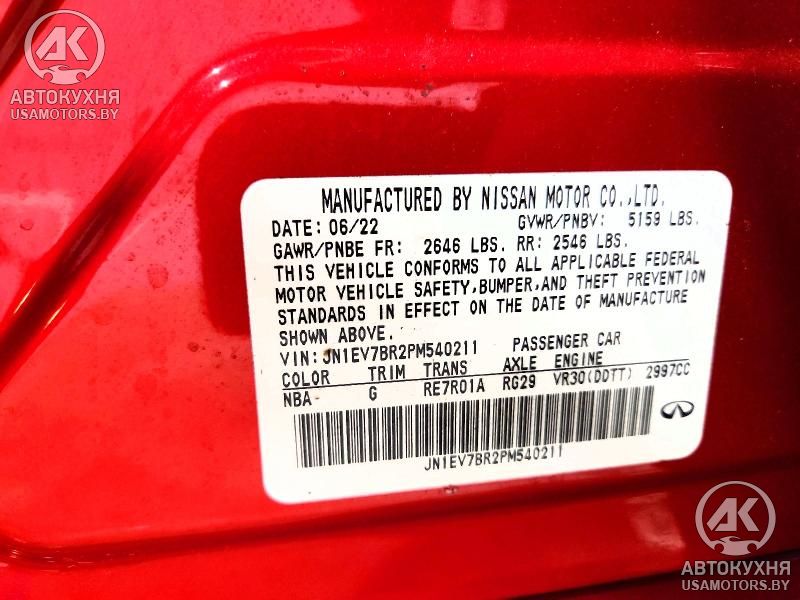 AK
АВТОКУХНЯ
USAMOTORS.BY
MANUFACTURED BY NISSAN MOTOR CO.,LTD.
DATE: 06/22 GVWR/PNBV: 5159 LBS.
GAWR/PNBE FR: 2646 LBS. RR: 2546 LBS.
THIS VEHICLE CONFORMS TO ALL APPLICABLE FEDERAL
MOTOR VEHICLE SAFETY,BUMPER,AND THEFT PREVENTION
STANDARDS IN EFFECT ON THE DATE OF MANUFACTURE
SHOWN ABOVE.
VIN:JN1EV7BR2PM540211 PASSENGER CAR
COLOR TRIM TRANS AXLE ENGINE
NBA G RE7R01A RG29 VR30(DDTT) 2997CC
JN1EV7BR2PM540211
AK
АВТОКУХНЯ
USAMOTORS.BY